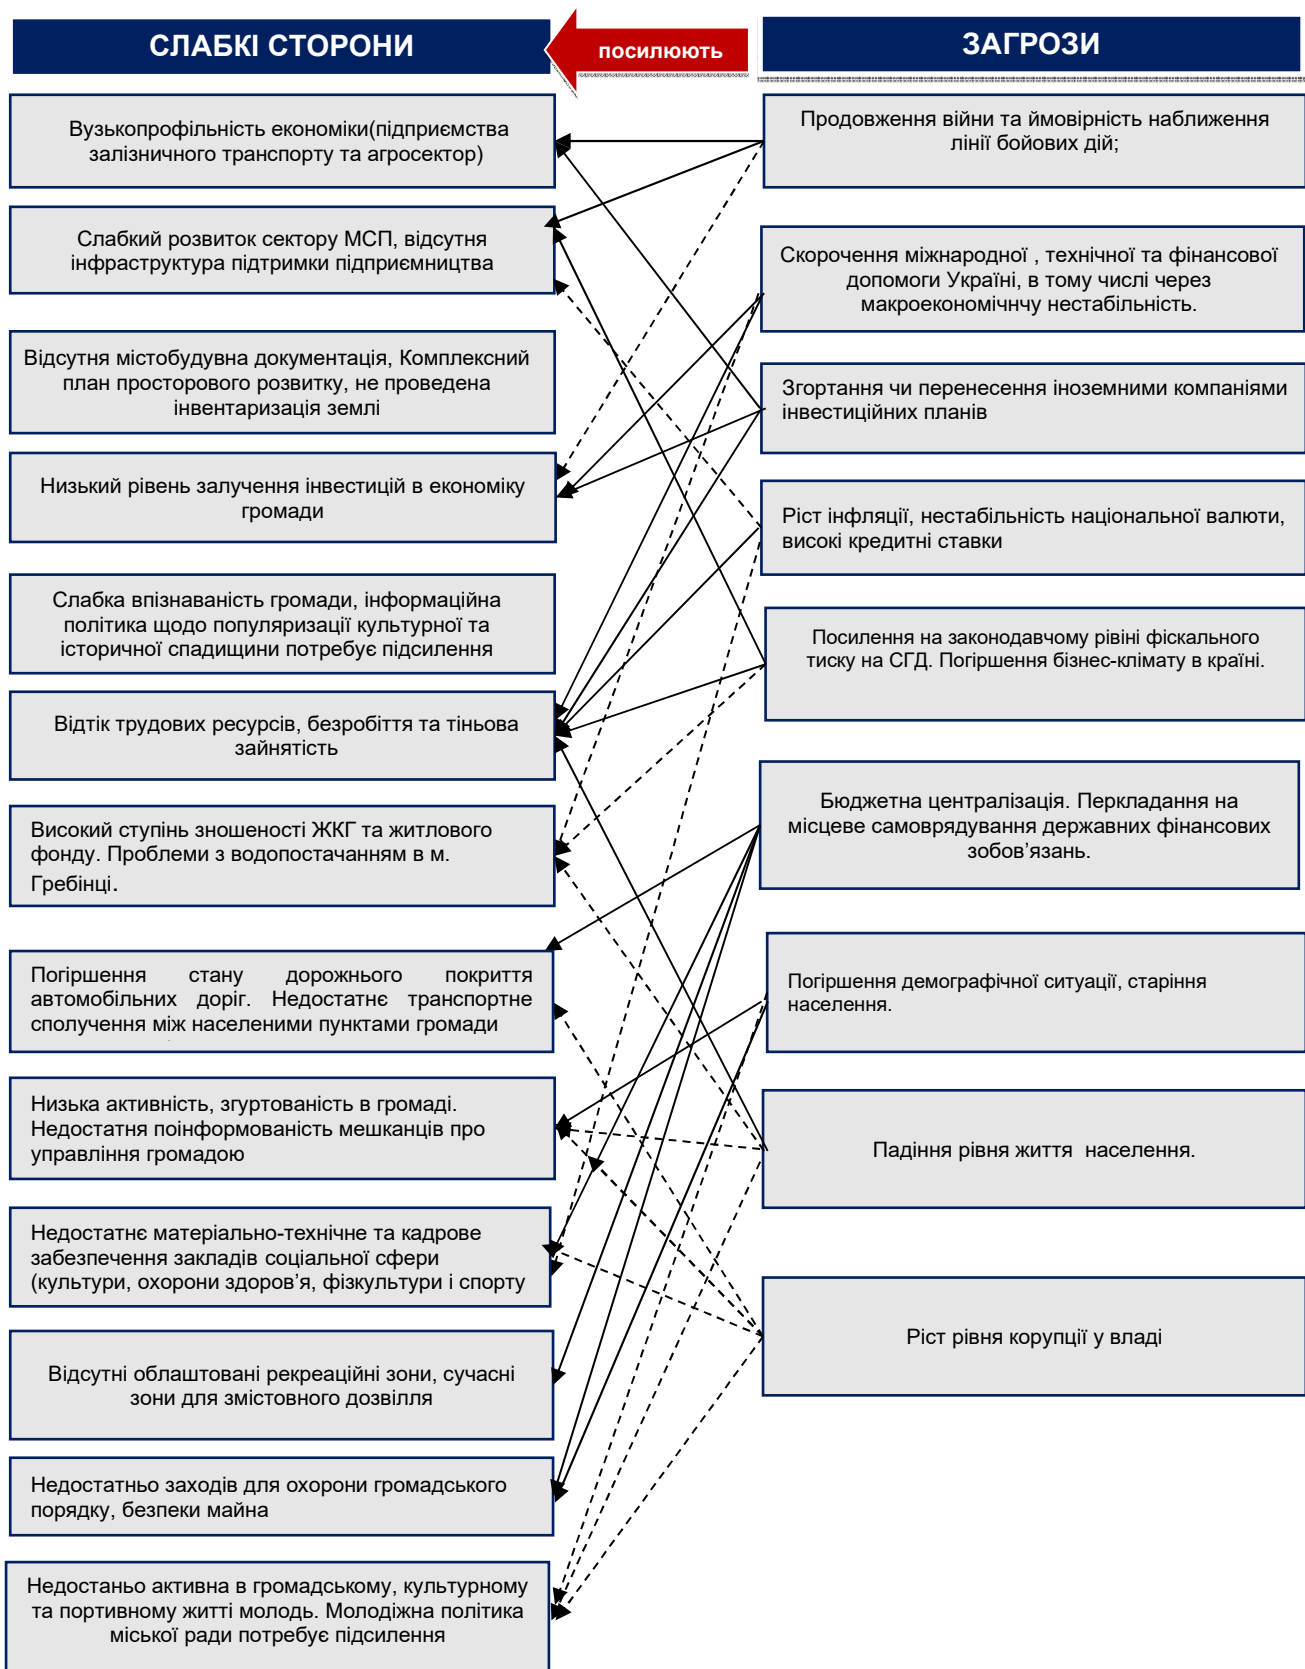 СЛАБКІ СТОРОНИ
посилюють
ЗАГРОЗИ
Вузькопрофільність економіки(підприємства
залізничного транспорту та агросектор)
Слабкий розвиток сектору МСП, відсутня
інфраструктура підтримки підприємництва
Відсутня містобудувна документація, Комплексний
план просторового розвитку, не проведена
інвентаризація землі
Низький рівень залучення інвестицій в економіку
громади
Слабка впізнаваність громади, інформаційна
політика щодо популяризації культурної та
історичної спадищини потребує підсилення
Відтік трудових ресурсів, безробіття та тіньова
зайнятість
Високий ступінь зношеності ЖКГ та житлового
фонду. Проблеми з водопостачанням в м.
Гребінці.
Погіршення стану дорожнього покриття
автомобільних доріг. Недостатнє транспортне
сполучення між населеними пунктами громади
Низька активність, згуртованість в громаді.
Недостатня поінформованість мешканців про
управління громадою
Недостатнє матеріально-технічне та кадрове
забезпечення закладів соціальної сфери
(культури, охорони здоров’я, фізкультури і спорту
Відсутні облаштовані рекреаційні зони, сучасні
зони для змістовного дозвілля
Недостатньо заходів для охорони громадського
порядку, безпеки майна
Недостаньо активна в громадському, культурному
та портивному житті молодь. Молодіжна політика
міської ради потребує підсилення
Продовження війни та ймовірність наближення
лінії бойових дій;
Скорочення міжнародної , технічної та фінансової
допомоги Україні, в тому числі через
макроекономічнчу нестабільність.
Згортання чи перенесення іноземними компаніями
інвестиційних планів
Ріст інфляції, нестабільність національної валюти,
високі кредитні ставки
Посилення на законодавчому рівіні фіскального
тиску на СГД. Погіршення бізнес-клімату в країні.
Бюджетна централізація. Перкладання на
місцеве самоврядування державних фінансових
зобов’язань.
Погіршення демографічної ситуації, старіння
населення.
Падіння рівня життя населення.
Ріст рівня корупції у владі